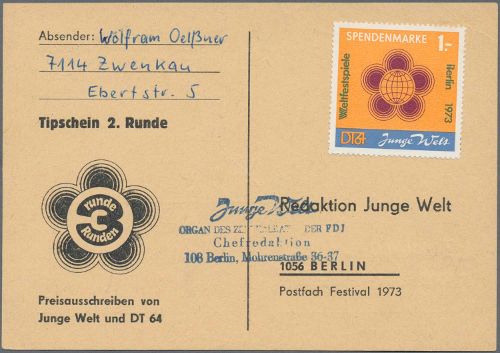 Absender: Wolfram Oelßner
7114 Zwenkau
Ebertstr. 5
Tipschein 2. Runde
3 runde Runden
Preisausschreiben von
Junge Welt und DT 64
SPENDENMARKE 1.-
Weltfestspiele
Berlin 1973
DT64 Junge Welt
Redaktion Junge Welt
Junge Welt
ORGAN DES DER FDJ
Chefredaktion
108 Berlin, Mohrenstraße 36-37
1056 BERLIN
Postfach Festival 1973